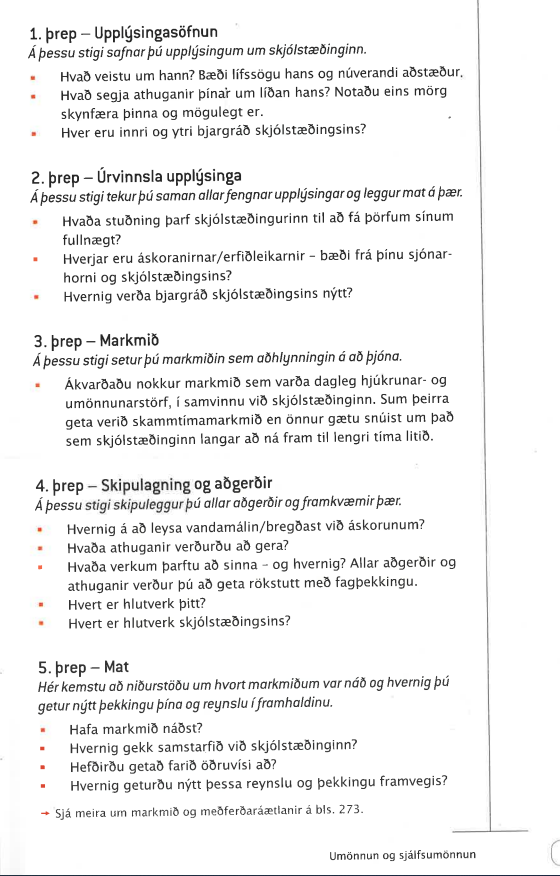 1. þrep – Upplýsingasöfnun
Á þessu stigi safnar þú upplýsingum um skjólstæðinginn.
▪ Hvað veistu um hann? Bæði lífssögu hans og núverandi aðstæður.
▪ Hvað segja athuganir þínar um líðan hans? Notaðu eins mörg
skynfæra þinna og mögulegt er.
▪ Hver eru innri og ytri bjargráð skjólstæðingsins?
2. þrep – Úrvinnsla upplýsinga
Á þessu stigi tekur þú saman allar fengnar upplýsingar og leggur mat á þær.
▪ Hvaða stuðning þarf skjólstæðingurinn til að fá þörfum sínum
fullnægt?
▪ Hverjar eru áskoranirnar/erfiðleikarnir – bæði frá þínu sjónar-
horni og skjólstæðingsins?
▪ Hvernig verða bjargráð skjólstæðingsins nýtt?
3. þrep – Markmið
Á þessu stigi setur þú markmiðin sem aðhlynningin á að þjóna.
▪ Ákvarðaðu nokkur markmið sem varða dagleg hjúkrunar- og
umönnunarstörf, í samvinnu við skjólstæðinginn. Sum þeirra
geta verið skammtímamarkmið en önnur gætu snúist um það
sem skjólstæðinginn langar að ná fram til lengri tíma litið.
4. þrep – Skipulagning og aðgerðir
Á þessu stigi skipuleggur þú allar aðgerðir og framkvæmir þær.
▪ Hvernig á að leysa vandamálin/bregðast við áskorunum?
▪ Hvaða athuganir verðurðu að gera?
▪ Hvaða verkum þarftu að sinna – og hvernig? Allar aðgerðir og
athuganir verður þú að geta rökstutt með fagþekkingu.
▪ Hvert er hlutverk þitt?
▪ Hvert er hlutverk skjólstæðingsins?
5. þrep – Mat
Hér kemstu að niðurstöðu um hvort markmiðum var náð og hvernig þú
getur nýtt þekkingu þína og reynslu í framhaldinu.
▪ Hafa markmið náðst?
▪ Hvernig gekk samstarfið við skjólstæðinginn?
▪ Hefðirðu getað farið öðruvísi að?
▪ Hvernig geturðu nýtt þessa reynslu og þekkingu framvegis?
→ Sjá meira um markmið og meðferðaráætlanir á bls. 273.
Umönnun og sjálfsumönnun